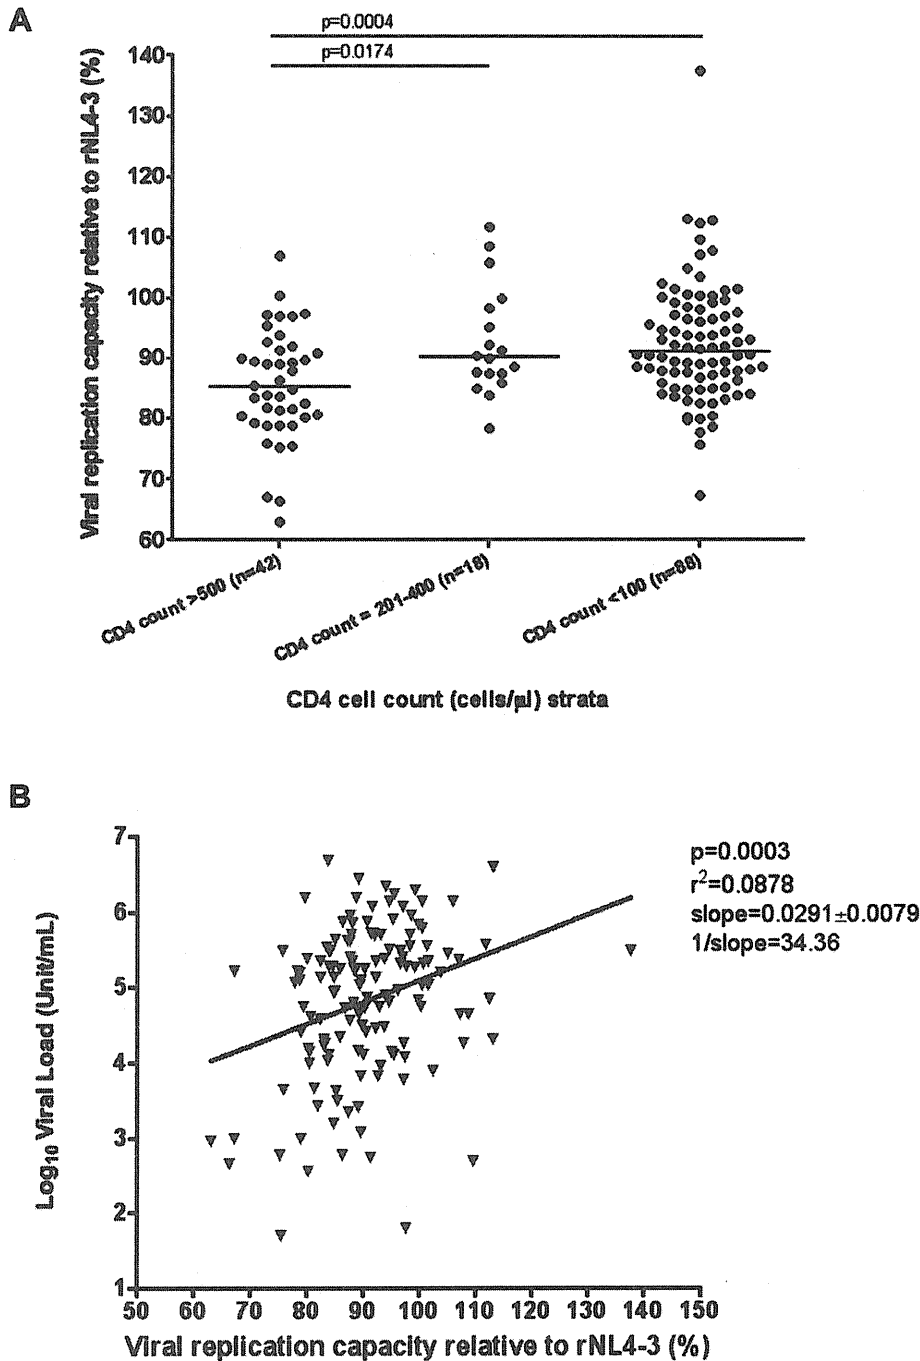 A
p=0.0004
p=0.0174
Viral replication capacity relative to rNL4-3 (%)
140
130
120
110
100
90
80
70
60
CD4 count >500 (n=42)
CD4 count = 201-400 (n=18)
CD4 count <100 (n=88)
CD4 cell count (cells/µl) strata
B
Log10 Viral Load (Unit/mL)
7
6
5
4
3
2
1
p=0.0003
r²=0.0878
slope=0.0291±0.0079
1/slope=34.36
50 60 70 80 90 100 110 120 130 140 150
Viral replication capacity relative to rNL4-3 (%)